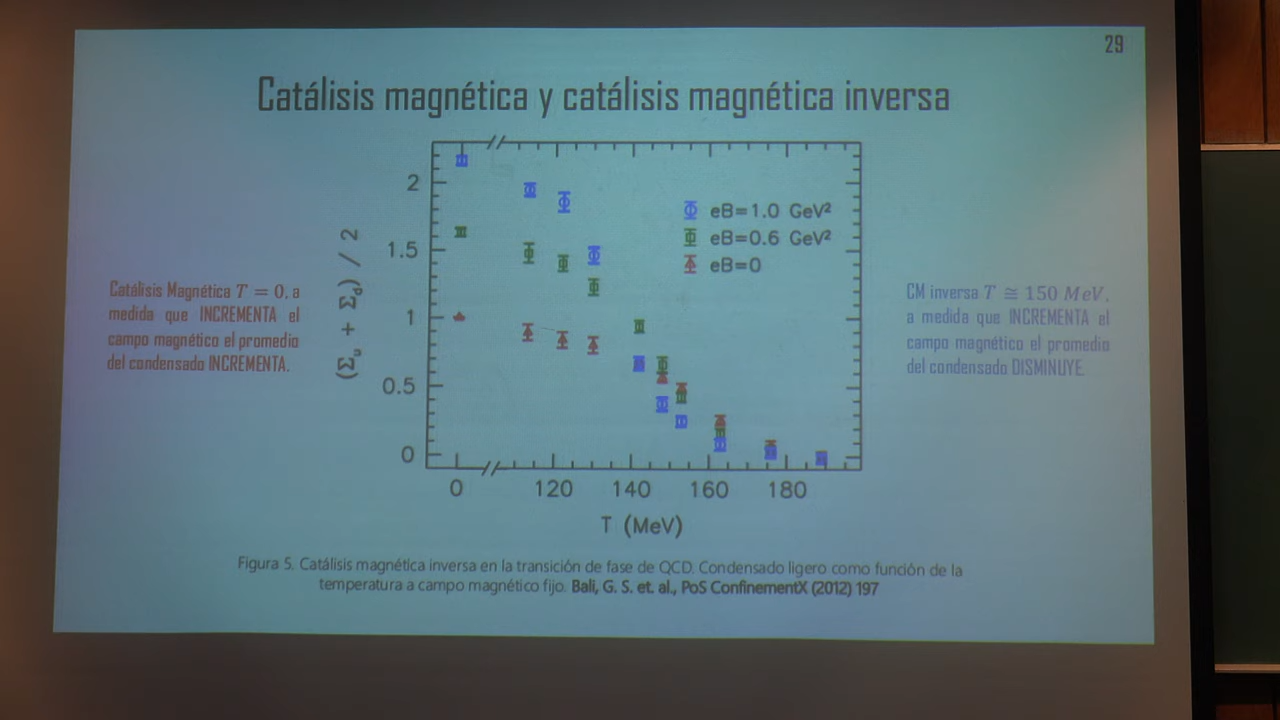 29
Catálisis magnética y catálisis magnética inversa
Catálisis Magnética T = 0, a
medida que INCREMENTA el
campo magnético el promedio
del condensado INCREMENTA.
(Σu + Σd) / 2
2
1.5
1
0.5
0
eB=1.0 GeV²
eB=0.6 GeV²
eB=0
0 120 140 160 180
T (MeV)
CM inversa T ≅ 150 MeV,
a medida que INCREMENTA el
campo magnético el promedio
del condensado DISMINUYE.
Figura 5. Catálisis magnética inversa en la transición de fase de QCD. Condensado ligero como función de la
temperatura a campo magnético fijo. Bali, G. S. et. al., PoS ConfinementX (2012) 197